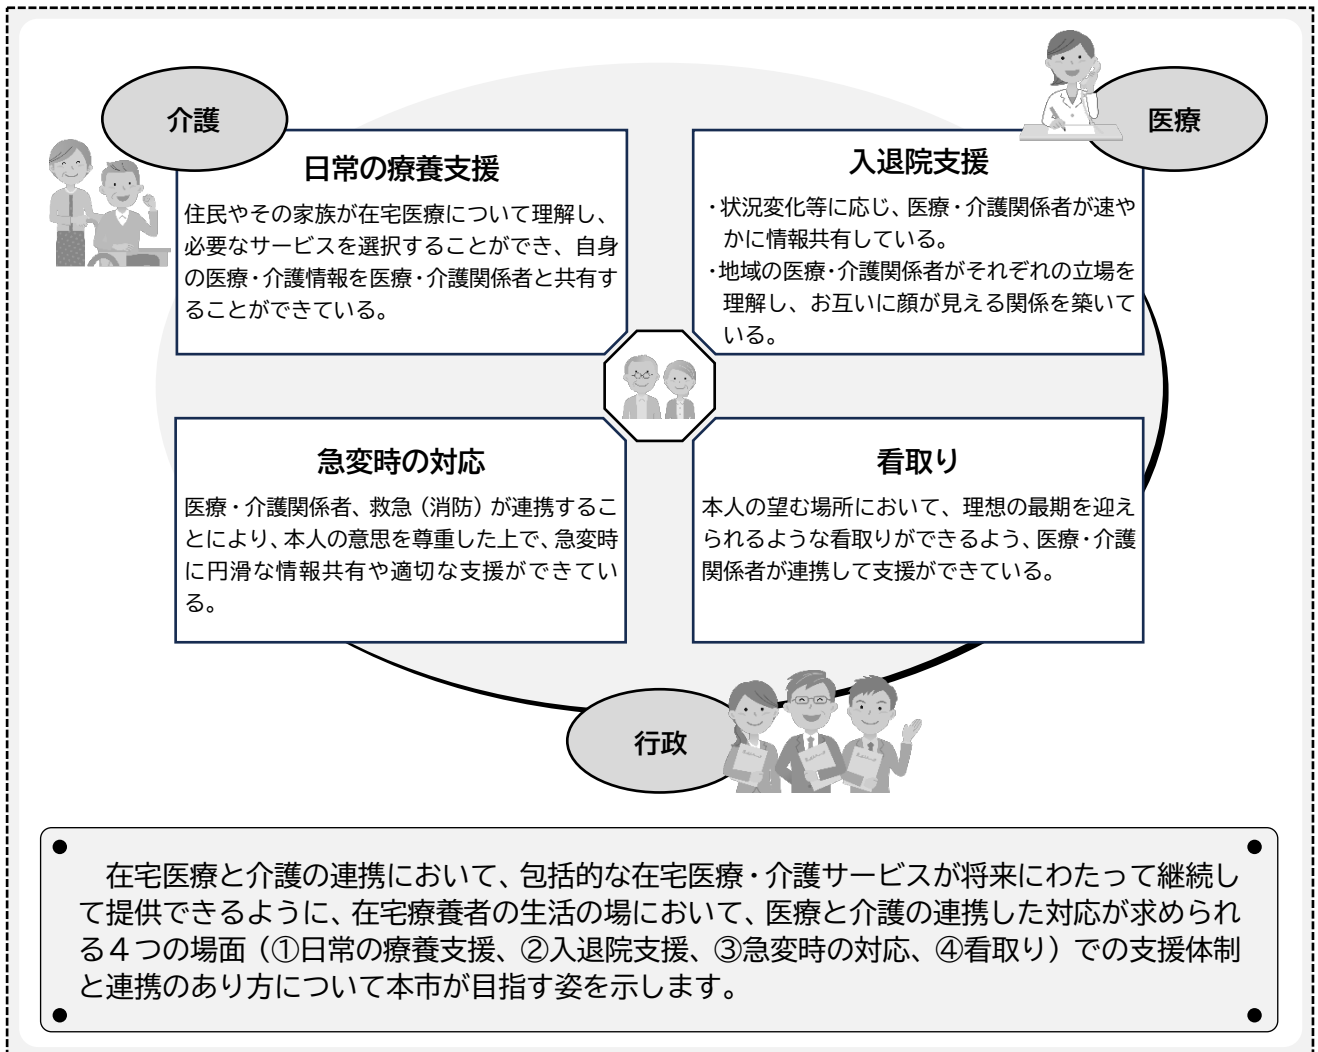 介護
医療
日常の療養支援
住民やその家族が在宅医療について理解し、
必要なサービスを選択することができ、自身
の医療・介護情報を医療・介護関係者と共有す
ることができている。
入退院支援
・状況変化等に応じ、医療・介護関係者が速や
かに情報共有している。
・地域の医療・介護関係者がそれぞれの立場を
理解し、お互いに顔が見える関係を築いて
いる。
急変時の対応
医療・介護関係者、救急（消防）が連携するこ
とにより、本人の意思を尊重した上で、急変時
に円滑な情報共有や適切な支援ができてい
る。
看取り
本人の望む場所において、理想の最期を迎え
られるような看取りができるよう、医療・介護
関係者が連携して支援ができている。
行政
在宅医療と介護の連携において、包括的な在宅医療・介護サービスが将来にわたって継続し
て提供できるように、在宅療養者の生活の場において、医療と介護の連携した対応が求められ
る４つの場面（①日常の療養支援、②入退院支援、③急変時の対応、④看取り）での支援体制
と連携のあり方について本市が目指す姿を示します。